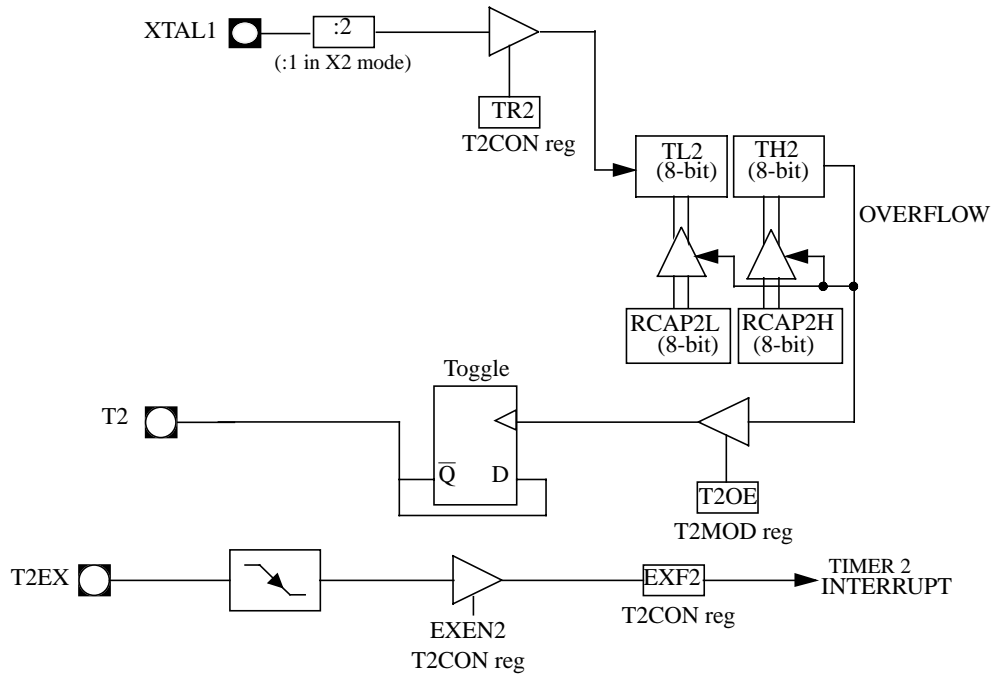 XTAL1
:2
(:1 in X2 mode)
TR2
T2CON reg
TL2
(8-bit)
TH2
(8-bit)
OVERFLOW
RCAP2L
(8-bit)
RCAP2H
(8-bit)
Toggle
T2
Q̅
D
T2OE
T2MOD reg
T2EX
EXEN2
T2CON reg
EXF2
T2CON reg
TIMER 2
INTERRUPT